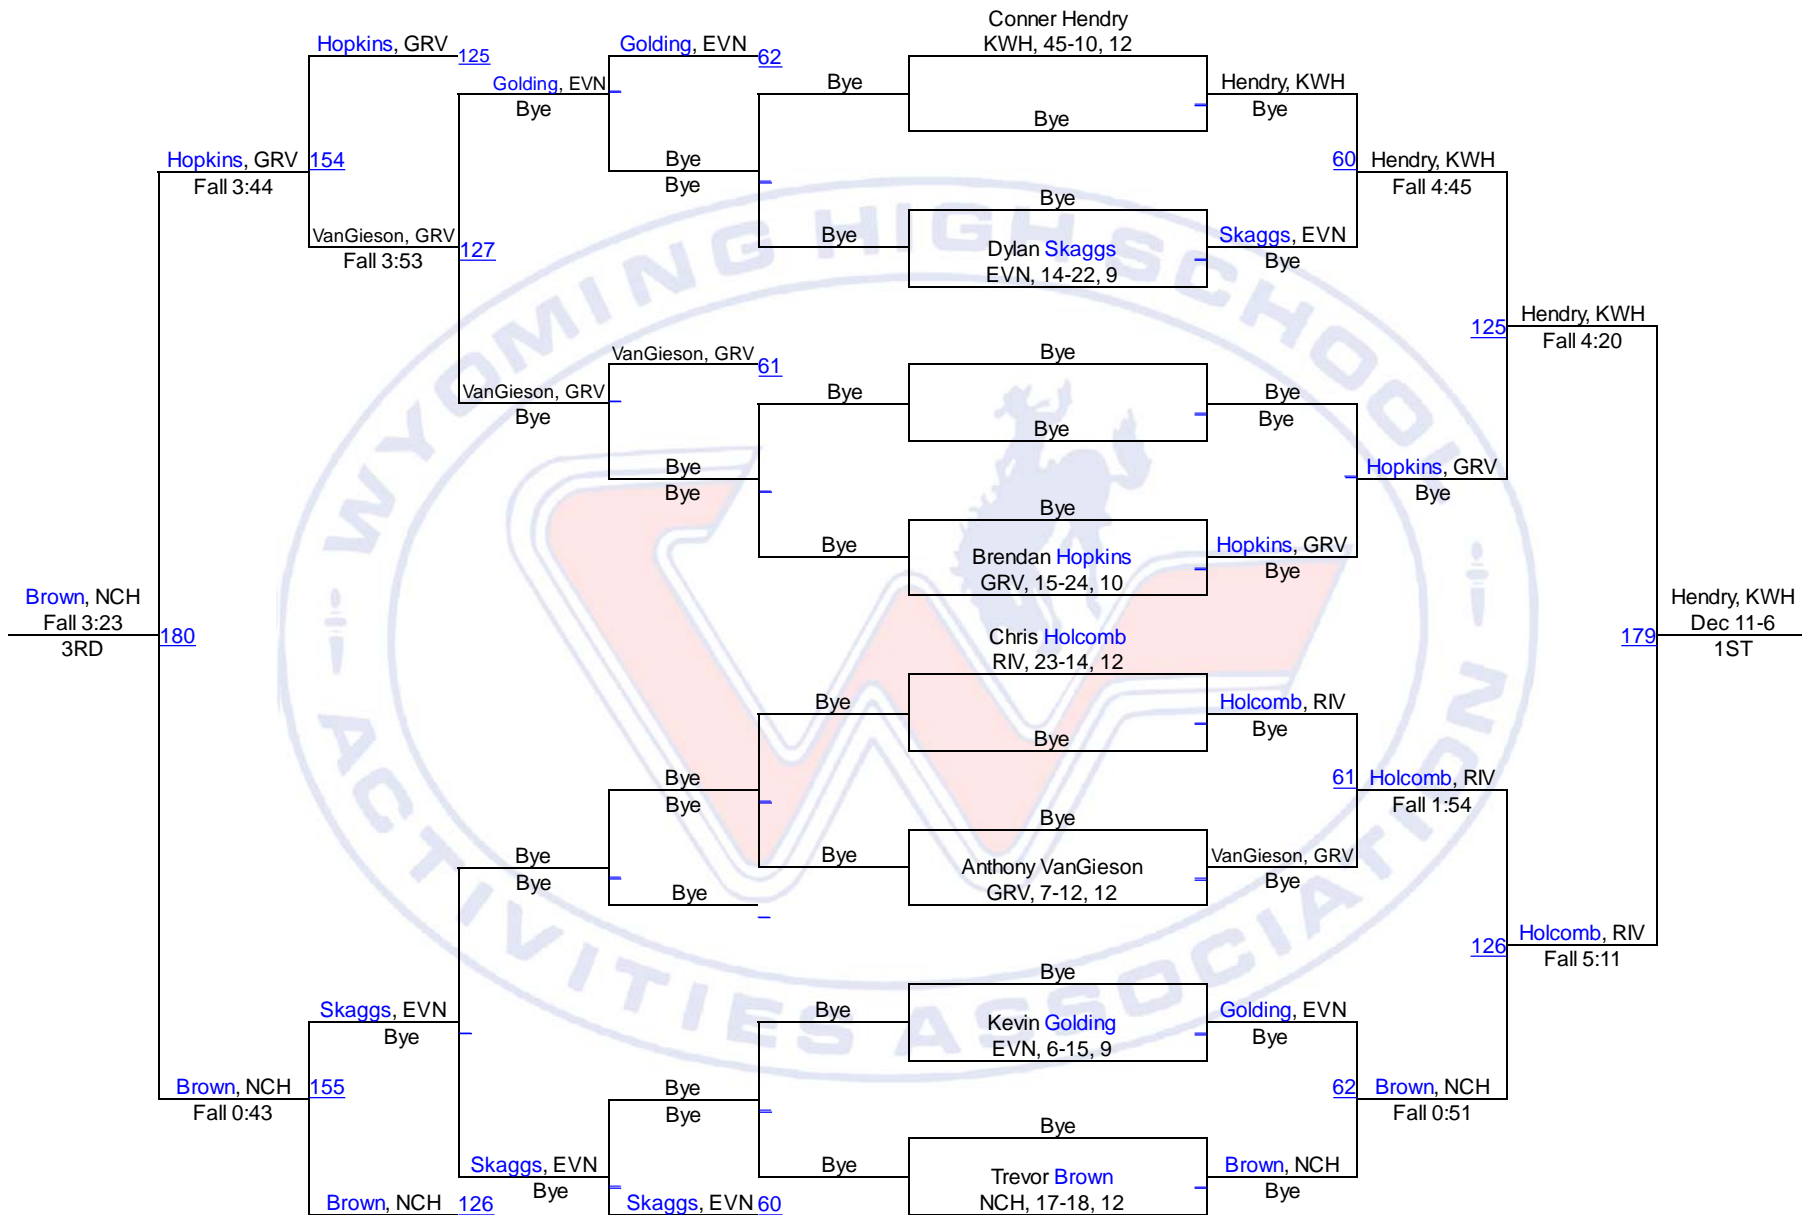 Conner Hendry
KWH, 45-10, 12
Hopkins, GRV
125
Golding, EVN
62
Golding, EVN
Bye
Bye
Bye
Hendry, KWH
Bye
Hopkins, GRV
154
Fall 3:44
Bye
Bye
60
Hendry, KWH
Fall 4:45
Bye
VanGieson, GRV
Fall 3:53
127
Bye
Dylan Skaggs
EVN, 14-22, 9
Skaggs, EVN
Bye
125
Hendry, KWH
Fall 4:20
VanGieson, GRV
61
Bye
VanGieson, GRV
Bye
Bye
Bye
Bye
Bye
Bye
Bye
Hopkins, GRV
Bye
Bye
Bye
Brendan Hopkins
GRV, 15-24, 10
Hopkins, GRV
Bye
Brown, NCH
Fall 3:23
3RD
180
Chris Holcomb
RIV, 23-14, 12
179
Hendry, KWH
Dec 11-6
1ST
Bye
Bye
Holcomb, RIV
Bye
Bye
Bye
61
Holcomb, RIV
Fall 1:54
Bye
Bye
Bye
Bye
Bye
Anthony VanGieson
GRV, 7-12, 12
VanGieson, GRV
Bye
126
Holcomb, RIV
Fall 5:11
Bye
Skaggs, EVN
Bye
Bye
Kevin Golding
EVN, 6-15, 9
Golding, EVN
Bye
Brown, NCH
155
Fall 0:43
Bye
Bye
62
Brown, NCH
Fall 0:51
Bye
Skaggs, EVN
Bye
Bye
Trevor Brown
NCH, 17-18, 12
Brown, NCH
Bye
Brown, NCH
126
Skaggs, EVN
60
WYOMING HIGH SCHOOL
ACTIVITIES ASSOCIATION